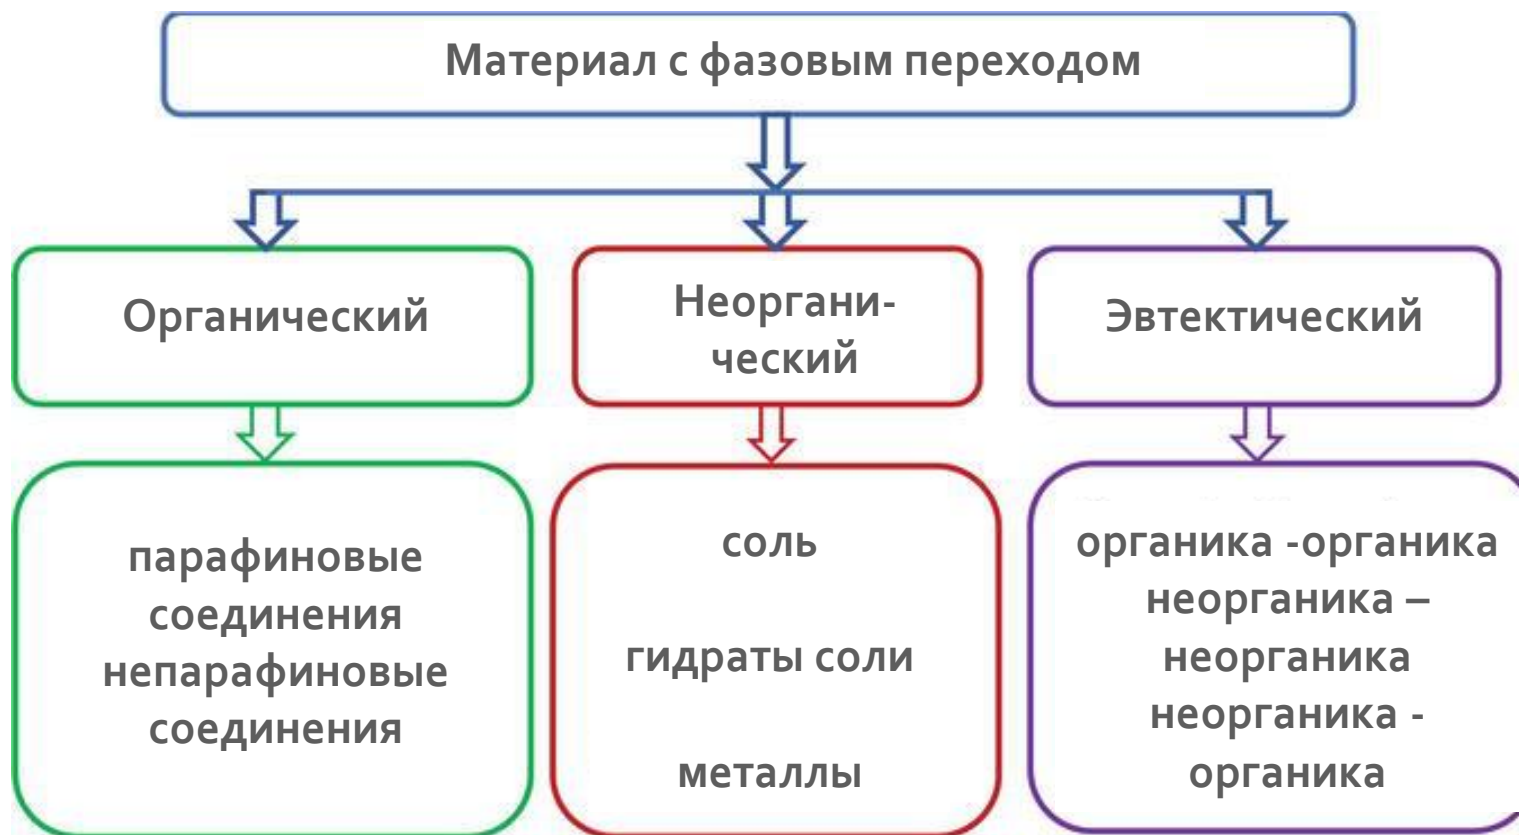 Материал с фазовым переходом
Органический
Неоргани-
ческий
Эвтектический
парафиновые
соединения
непарафиновые
соединения
соль
гидраты соли
металлы
органика -органика
неорганика –
неорганика
неорганика -
органика